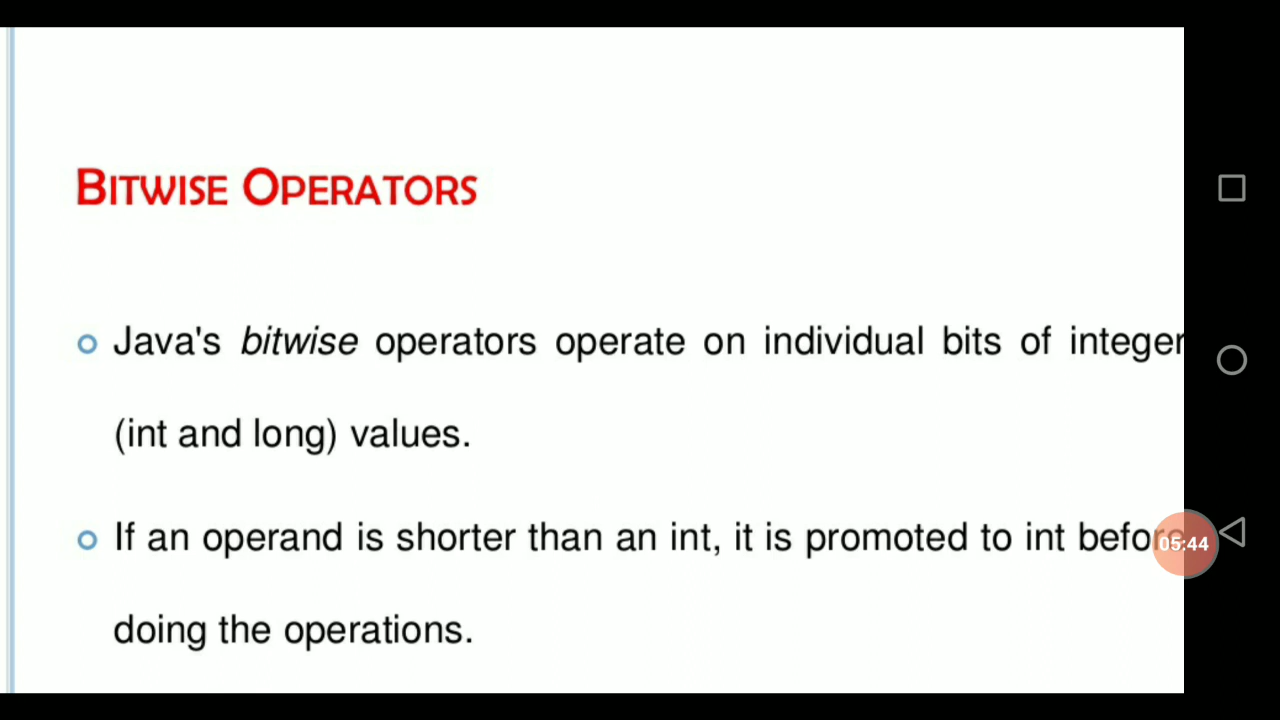 BITWISE OPERATORS
Java's bitwise operators operate on individual bits of integer
(int and long) values.
If an operand is shorter than an int, it is promoted to int before
doing the operations.
05:44